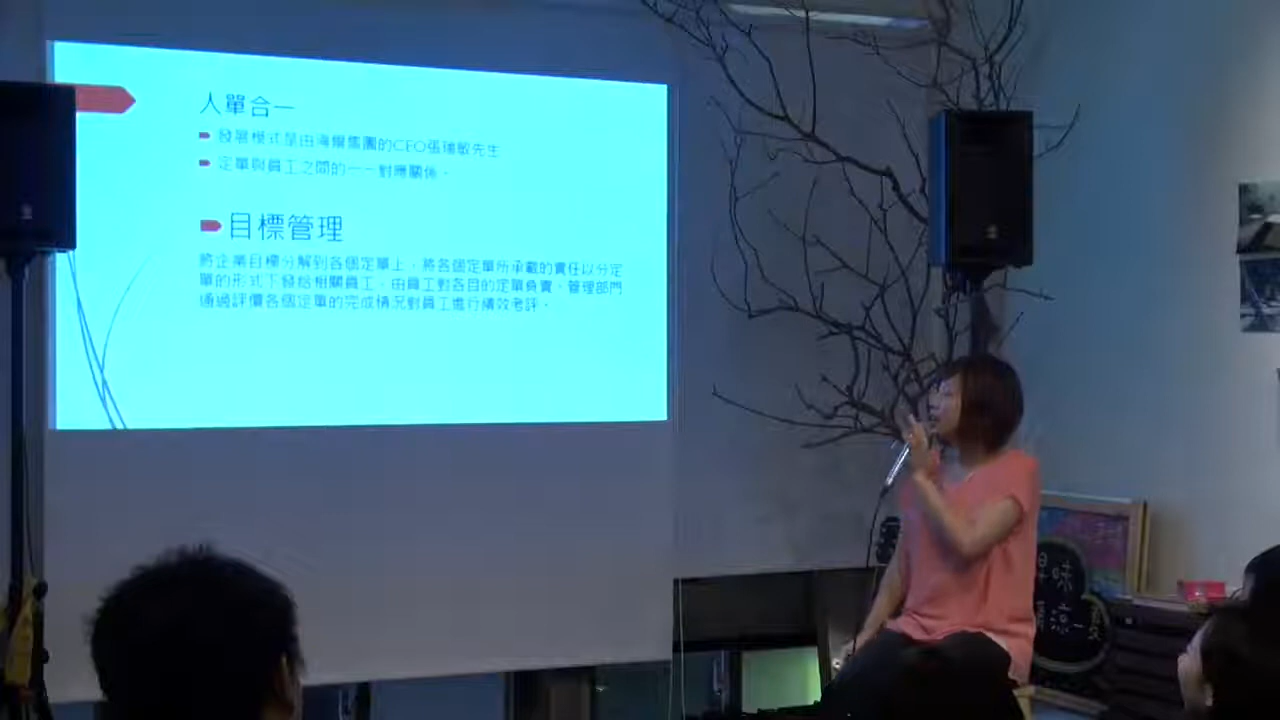 人單合一
發展模式是由海爾集團的CEO張瑞敏先生
定單與員工之間的一一對應關係。
目標管理
將企業目標分解到各個定單上，將各個定單所承載的責任以分定
單的形式下發給相關員工，由員工對各自的定單負責、管理部門
通過評價各個定單的完成情況對員工進行績效考評。
味
涼一夏